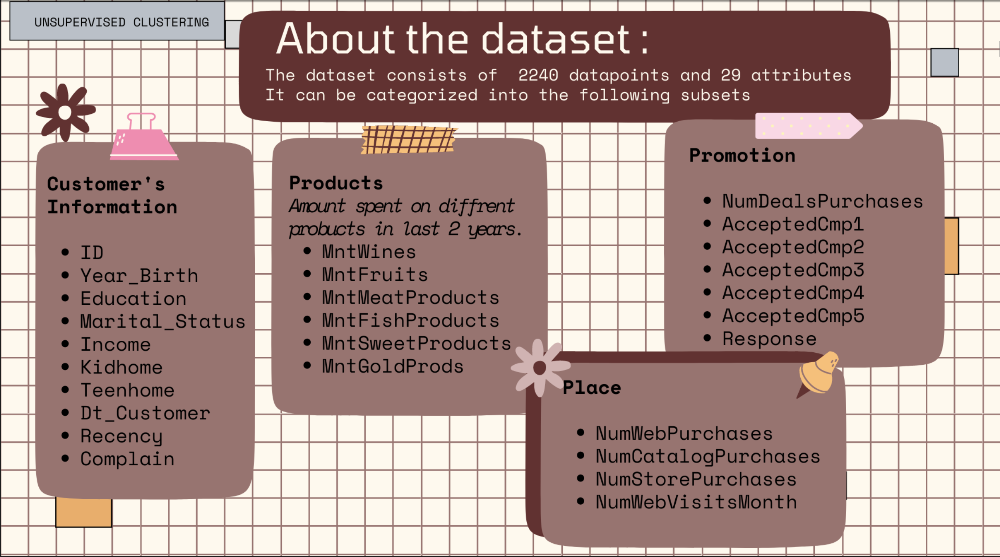 UNSUPERVISED CLUSTERING
About the dataset :
The dataset consists of 2240 datapoints and 29 attributes
It can be categorized into the following subsets
Customer's
Information
ID
Year_Birth
Education
Marital_Status
Income
Kidhome
Teenhome
Dt_Customer
Recency
Complain
Products
Amount spent on diffrent
products in last 2 years.
MntWines
MntFruits
MntMeatProducts
MntFishProducts
MntSweetProducts
MntGoldProds
Promotion
NumDealsPurchases
AcceptedCmp1
AcceptedCmp2
AcceptedCmp3
AcceptedCmp4
AcceptedCmp5
Response
Place
NumWebPurchases
NumCatalogPurchases
NumStorePurchases
NumWebVisitsMonth